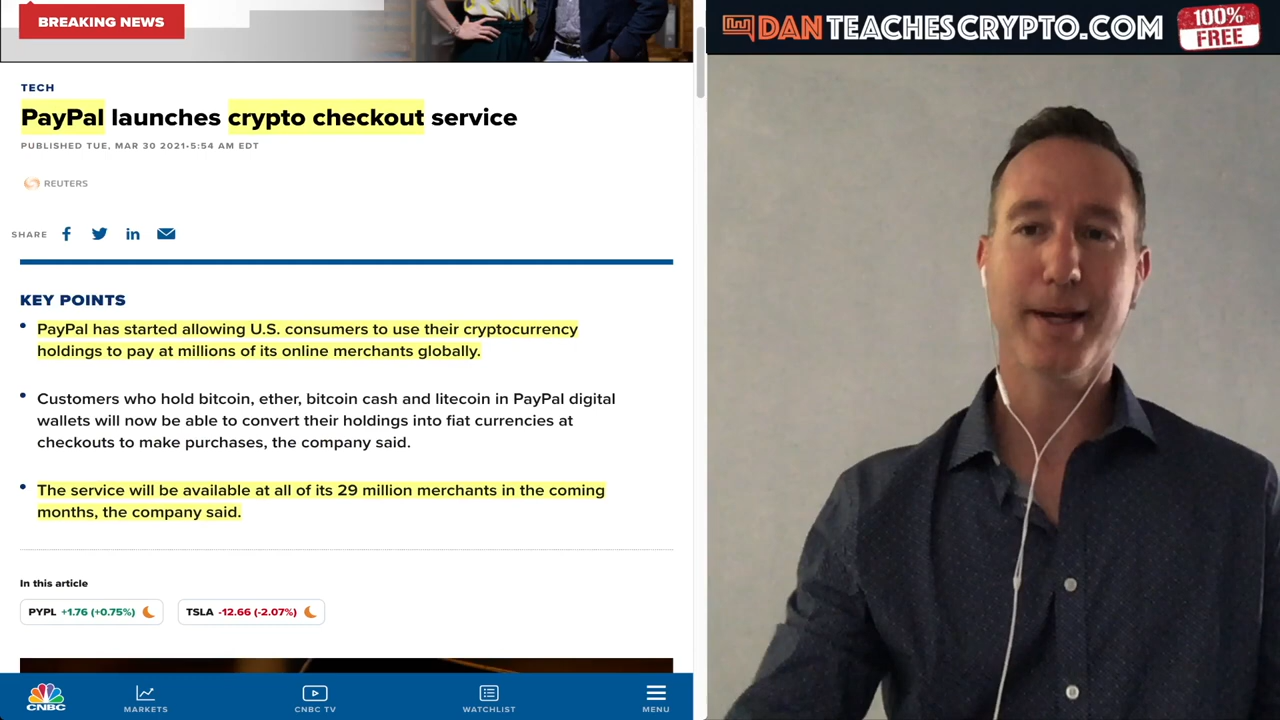 BREAKING NEWS
TECH
PayPal launches crypto checkout service
PUBLISHED TUE, MAR 30 2021•5:54 AM EDT
REUTERS
SHARE
KEY POINTS
• PayPal has started allowing U.S. consumers to use their cryptocurrency
holdings to pay at millions of its online merchants globally.
• Customers who hold bitcoin, ether, bitcoin cash and litecoin in PayPal digital
wallets will now be able to convert their holdings into fiat currencies at
checkouts to make purchases, the company said.
• The service will be available at all of its 29 million merchants in the coming
months, the company said.
In this article
PYPL +1.76 (+0.75%)
TSLA -12.66 (-2.07%)
CNBC
MARKETS
CNBC TV
WATCHLIST
MENU
DANTEACHESCRYPTO.COM
100%
FREE